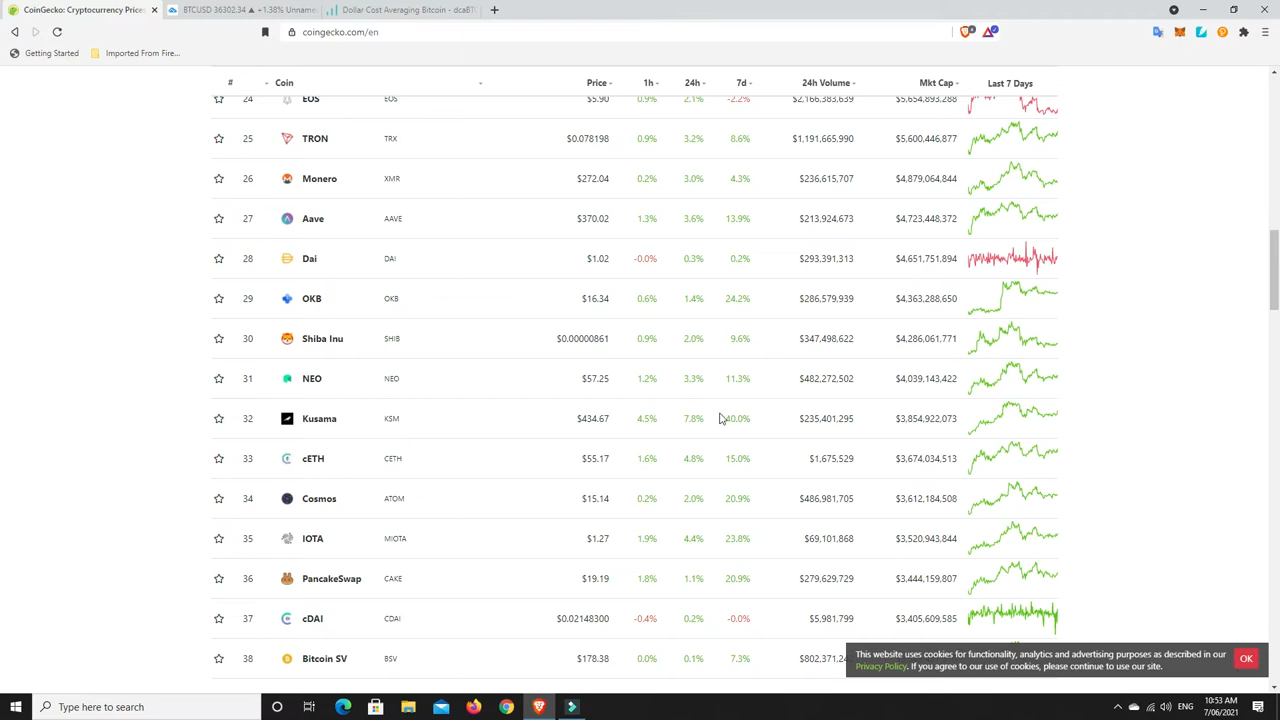 CoinGecko: Cryptocurrency Price
BTCUSD 36302.34 ▲ +1.38% Unname
Dollar Cost Averaging Bitcoin - dcaBT
coingecko.com/en
Getting Started Imported From Fire...
# Coin Price 1h 24h 7d 24h Volume Mkt Cap Last 7 Days
24 EOS EOS $5.90 0.9% 2.1% -2.2% $2,166,383,639 $5,654,893,288
25 TRON TRX $0.078198 0.9% 3.2% 8.6% $1,191,665,990 $5,600,446,877
26 Monero XMR $272.04 0.2% 3.0% 4.3% $236,615,707 $4,879,064,844
27 Aave AAVE $370.02 1.3% 3.6% 13.9% $213,924,673 $4,723,448,372
28 Dai DAI $1.02 -0.0% 0.3% 0.2% $293,391,313 $4,651,751,894
29 OKB OKB $16.34 0.6% 1.4% 24.2% $286,579,939 $4,363,288,650
30 Shiba Inu SHIB $0.00000861 0.9% 2.0% 9.6% $347,498,622 $4,286,061,771
31 NEO NEO $57.25 1.2% 3.3% 11.3% $482,272,502 $4,039,143,422
32 Kusama KSM $434.67 4.5% 7.8% 40.0% $235,401,295 $3,854,922,073
33 cETH CETH $55.17 1.6% 4.8% 15.0% $1,675,529 $3,674,034,513
34 Cosmos ATOM $15.14 0.2% 2.0% 20.9% $486,981,705 $3,612,184,508
35 IOTA MIOTA $1.27 1.9% 4.4% 23.8% $69,101,868 $3,520,943,844
36 PancakeSwap CAKE $19.19 1.8% 1.1% 20.9% $279,629,729 $3,444,159,807
37 cDAI CDAI $0.02148300 -0.4% 0.2% -0.0% $5,981,799 $3,405,609,585
38 Bitcoin SV BSV $178.38 0.0% 0.1% 7.3%
This website uses cookies for functionality, analytics and advertising purposes as described in our
Privacy Policy. If you agree to our use of cookies, please continue to use our site.
OK
Type here to search
ENG
10:53 AM
7/06/2021